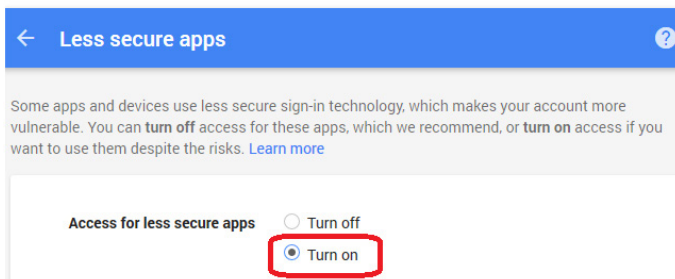 Less secure apps
Some apps and devices use less secure sign-in technology, which makes your account more
vulnerable. You can turn off access for these apps, which we recommend, or turn on access if you
want to use them despite the risks. Learn more
Access for less secure apps
Turn off
Turn on